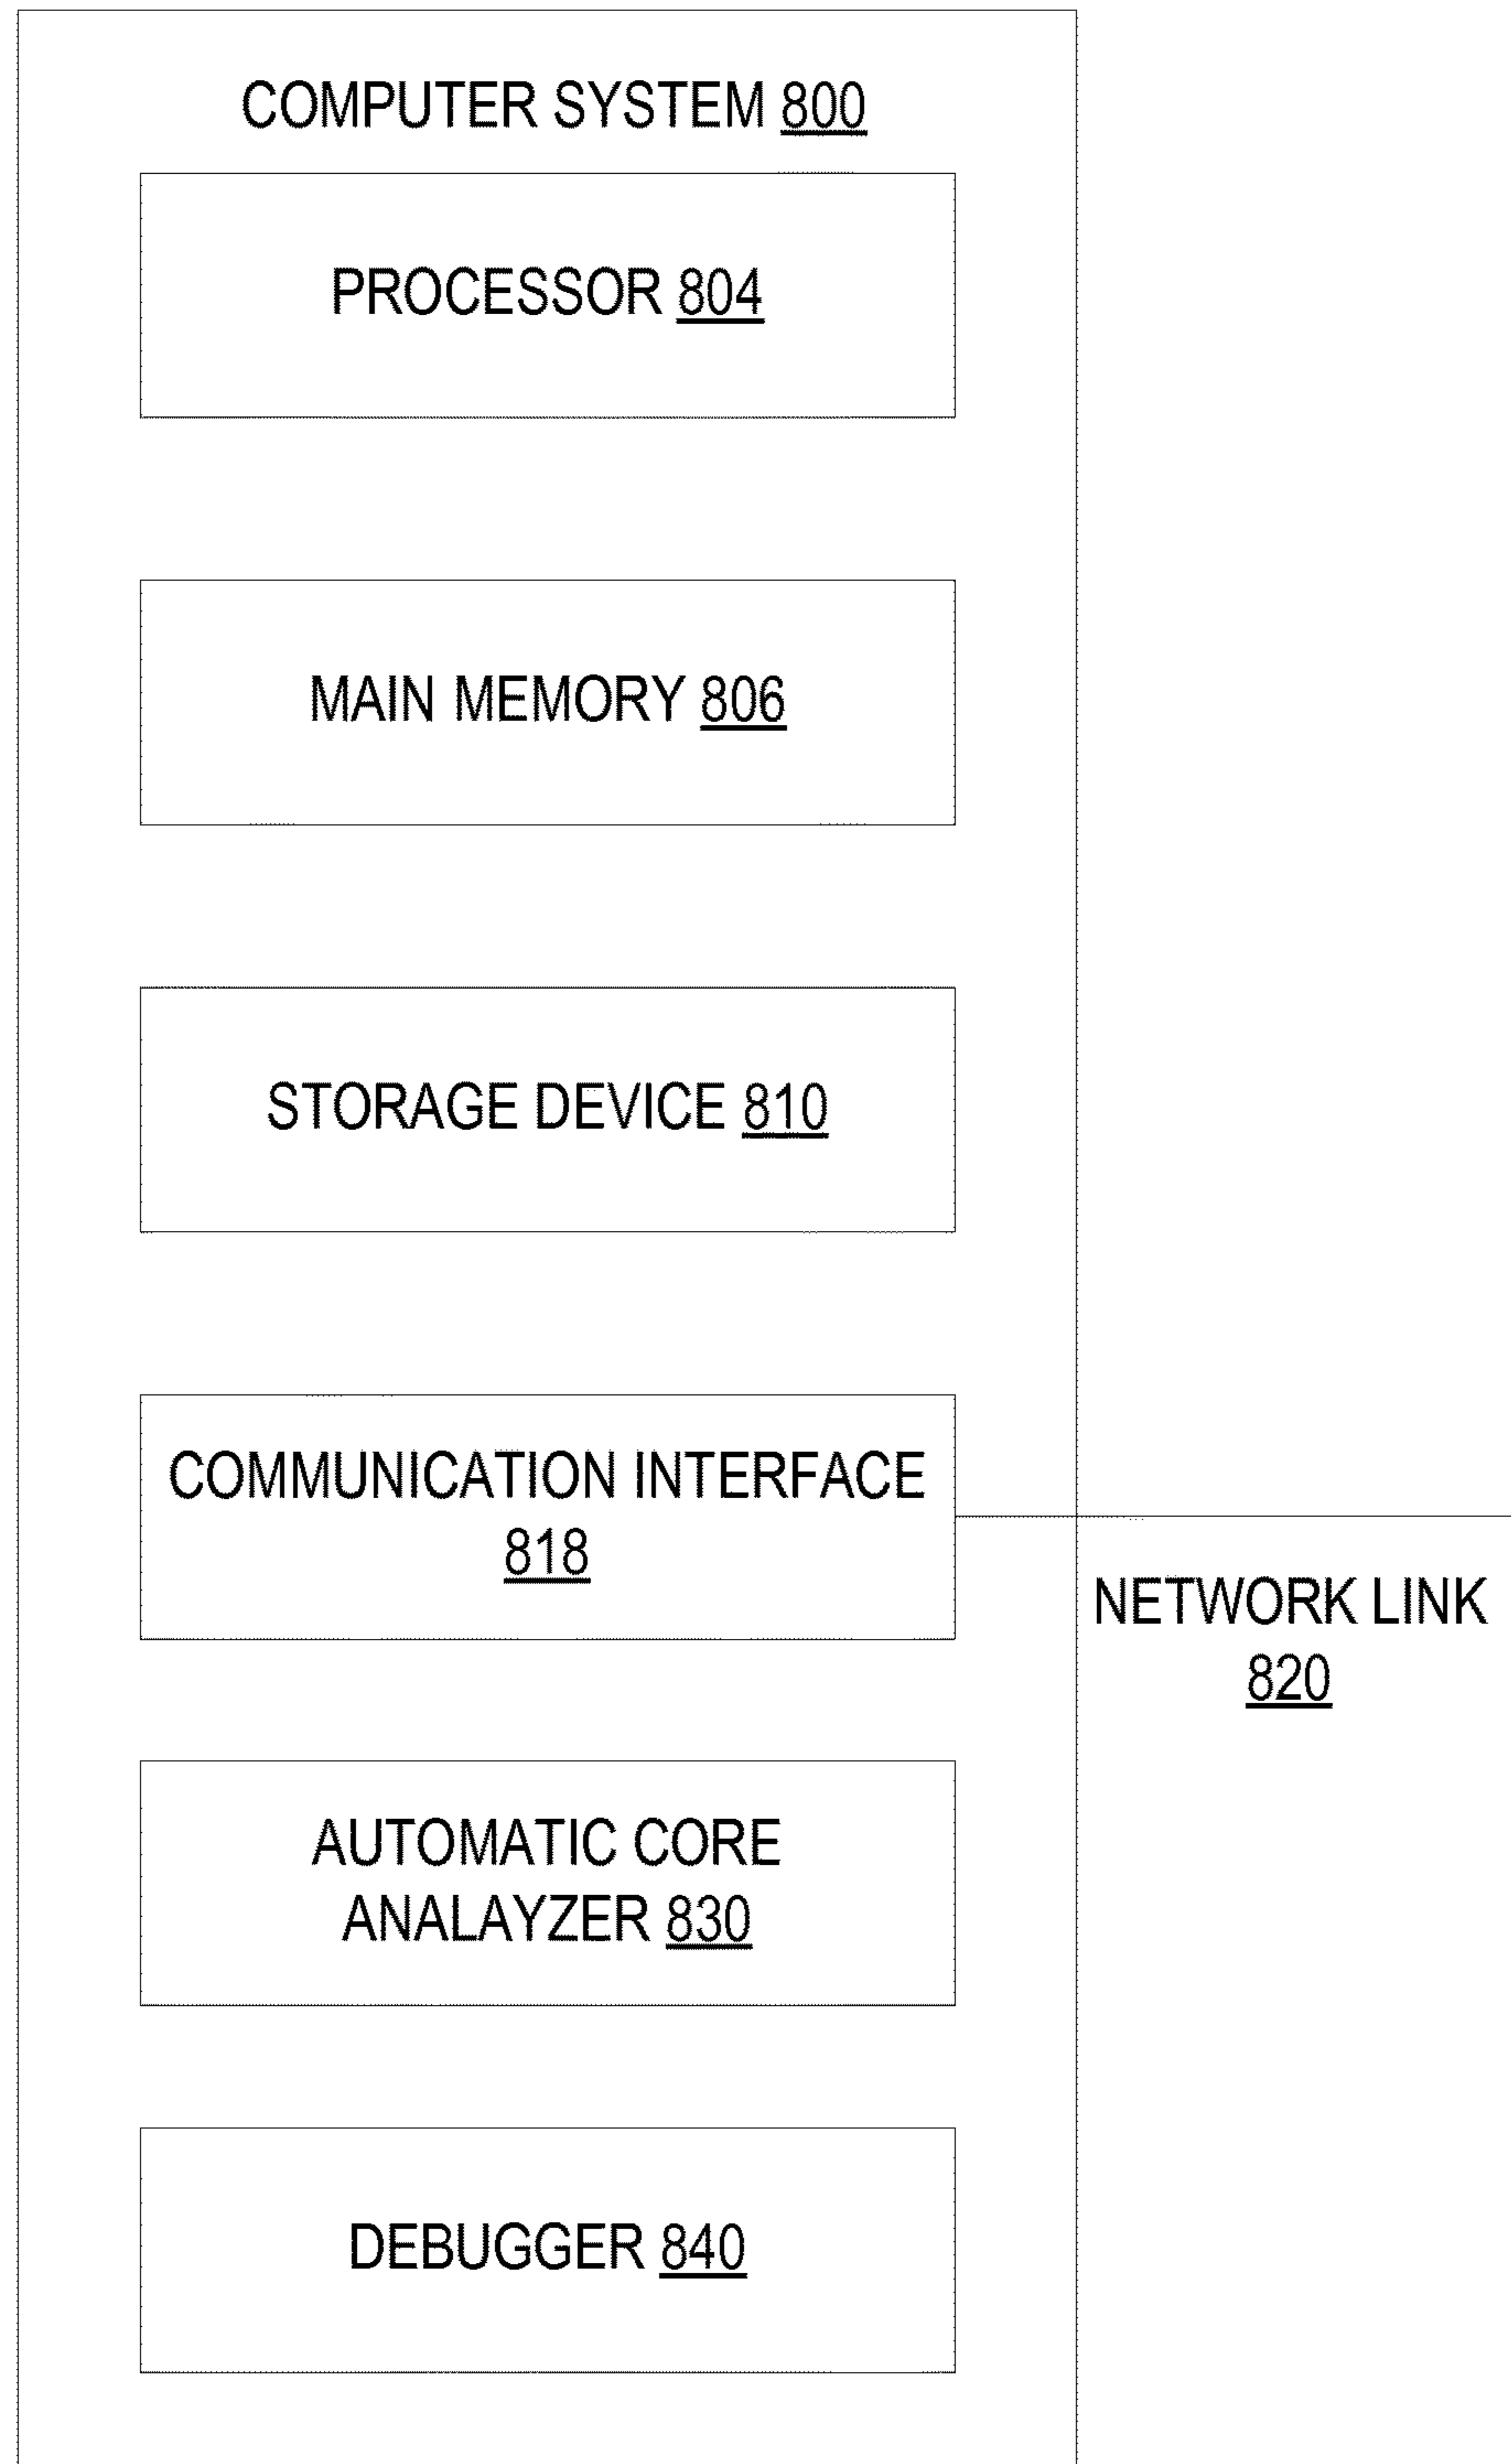 COMPUTER SYSTEM 800
PROCESSOR 804
MAIN MEMORY 806
STORAGE DEVICE 810
COMMUNICATION INTERFACE
818
NETWORK LINK
820
AUTOMATIC CORE
ANALAYZER 830
DEBUGGER 840